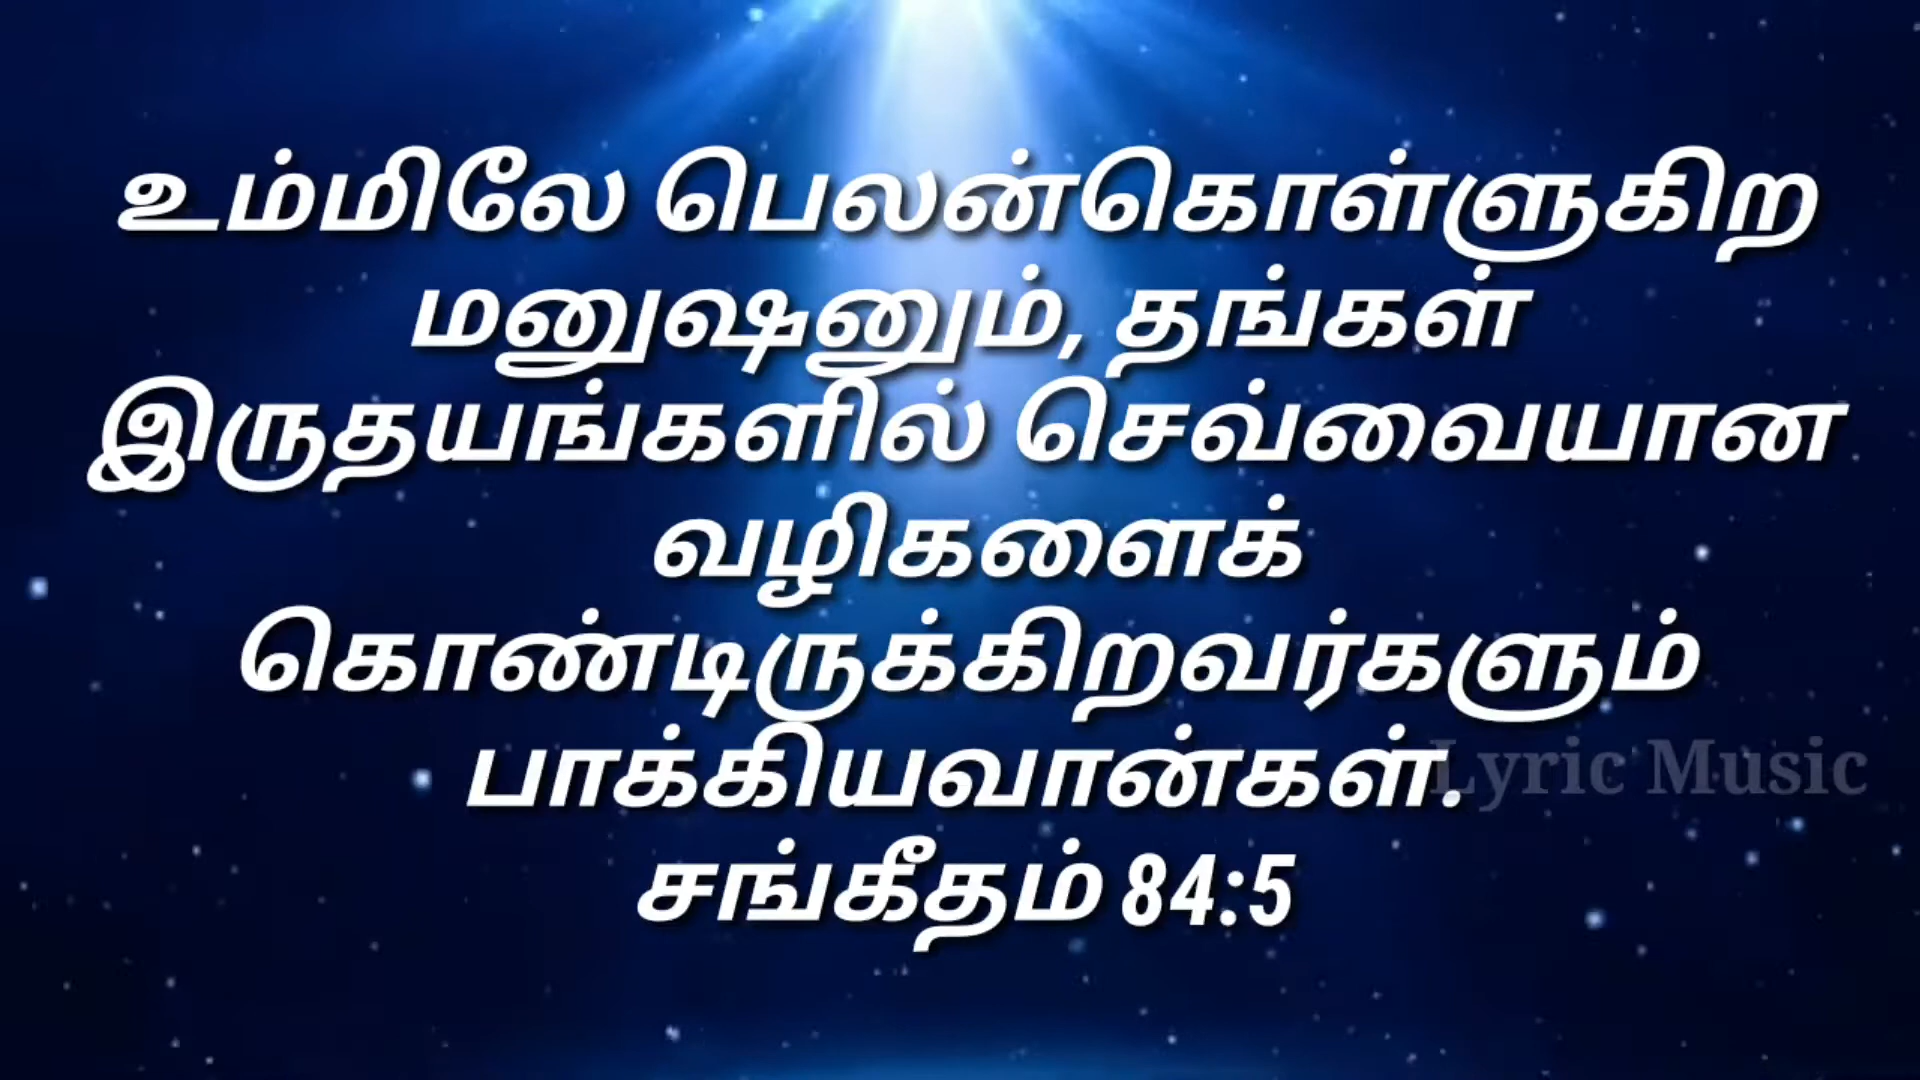 உம்மிலே பெலன்கொள்ளுகிற
மனுஷனும், தங்கள்
இருதயங்களில் செவ்வையான
வழிகளைக்
கொண்டிருக்கிறவர்களும்
பாக்கியவான்கள்.
Lyric Music
சங்கீதம் 84:5